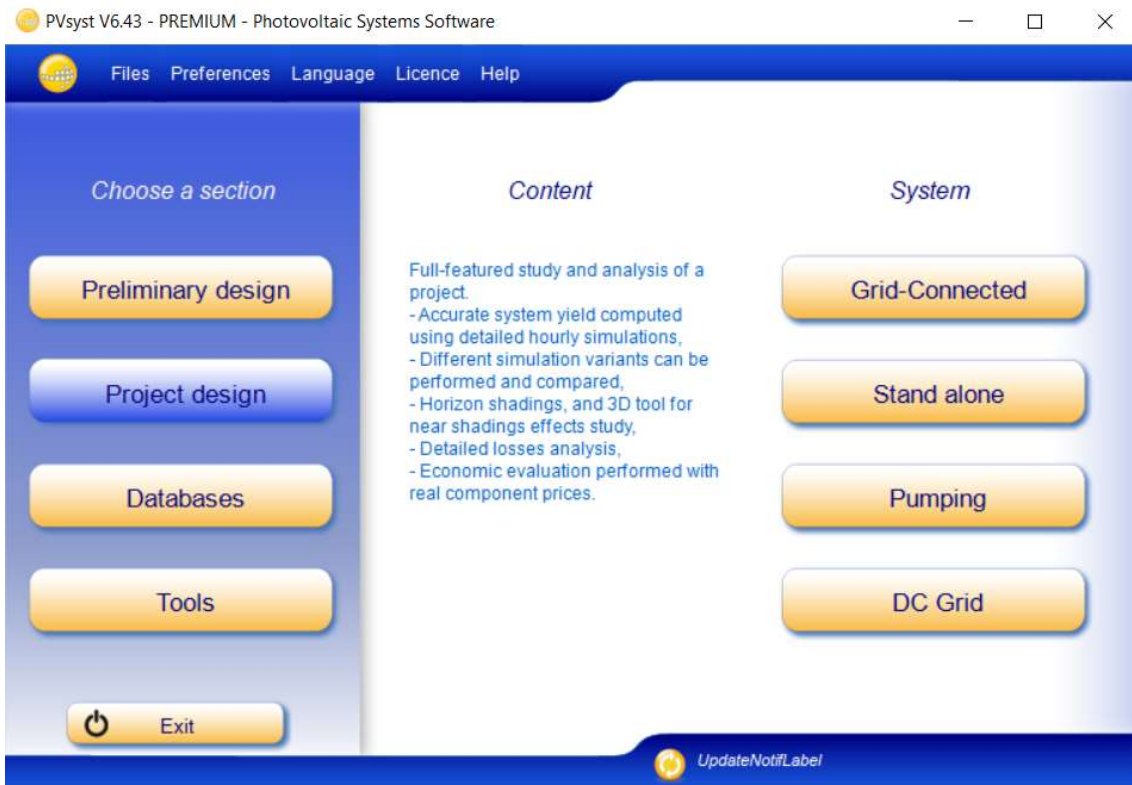 PVsyst V6.43 - PREMIUM - Photovoltaic Systems Software
Files Preferences Language Licence Help
Choose a section
Preliminary design
Project design
Databases
Tools
Exit
Content
Full-featured study and analysis of a
project.
- Accurate system yield computed
using detailed hourly simulations,
- Different simulation variants can be
performed and compared,
- Horizon shadings, and 3D tool for
near shadings effects study,
- Detailed losses analysis,
- Economic evaluation performed with
real component prices.
System
Grid-Connected
Stand alone
Pumping
DC Grid
UpdateNotifLabel